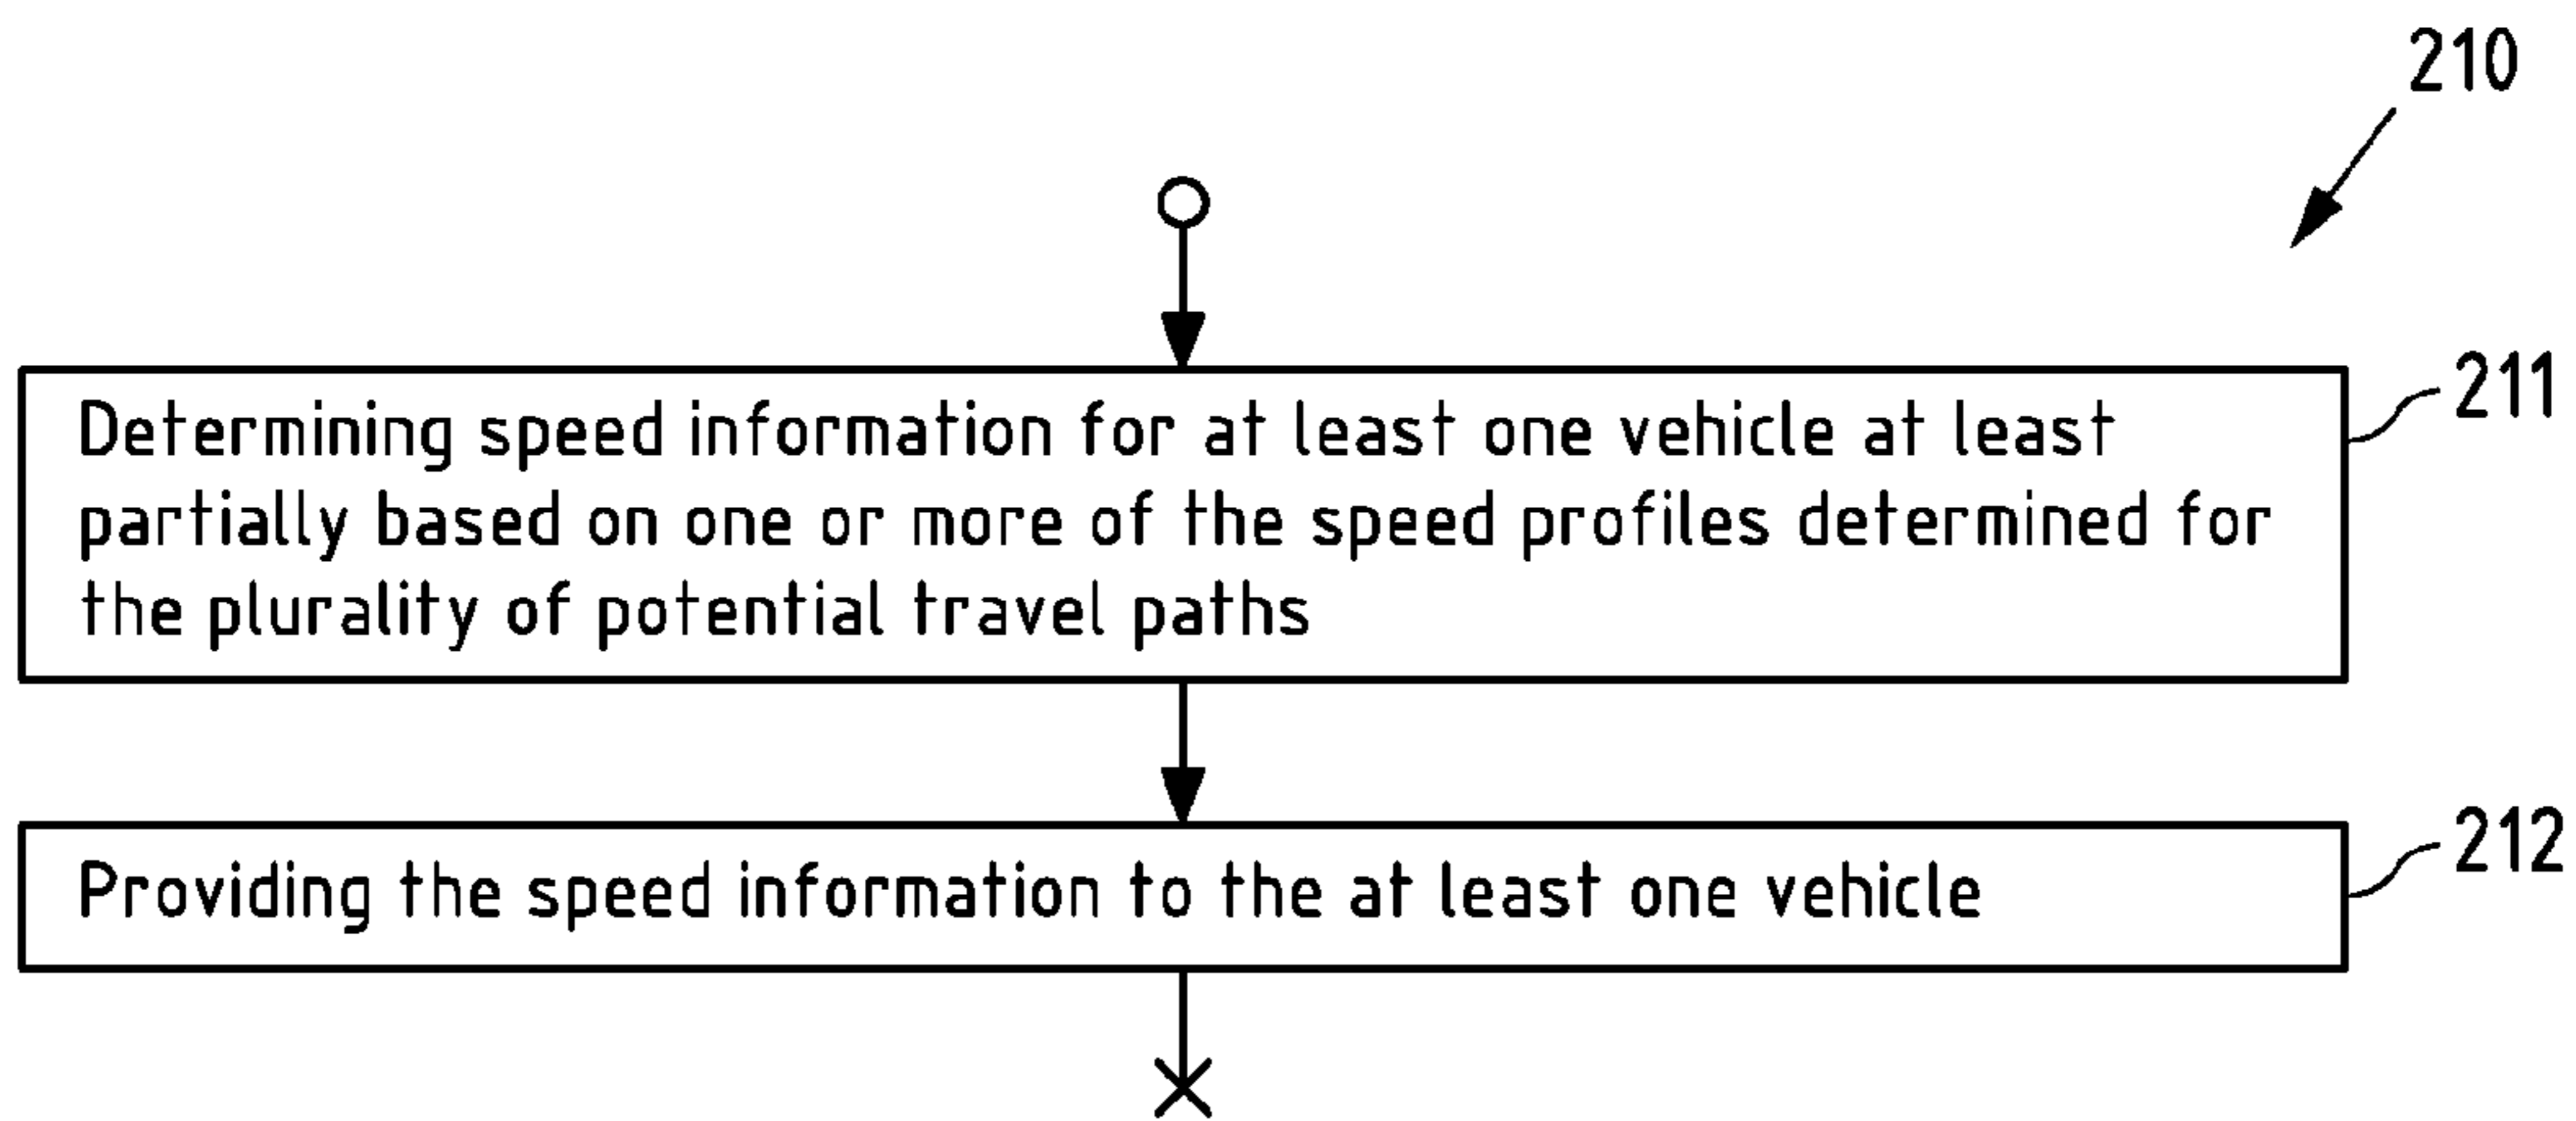 210
211
Determining speed information for at least one vehicle at least
partially based on one or more of the speed profiles determined for
the plurality of potential travel paths
212
Providing the speed information to the at least one vehicle